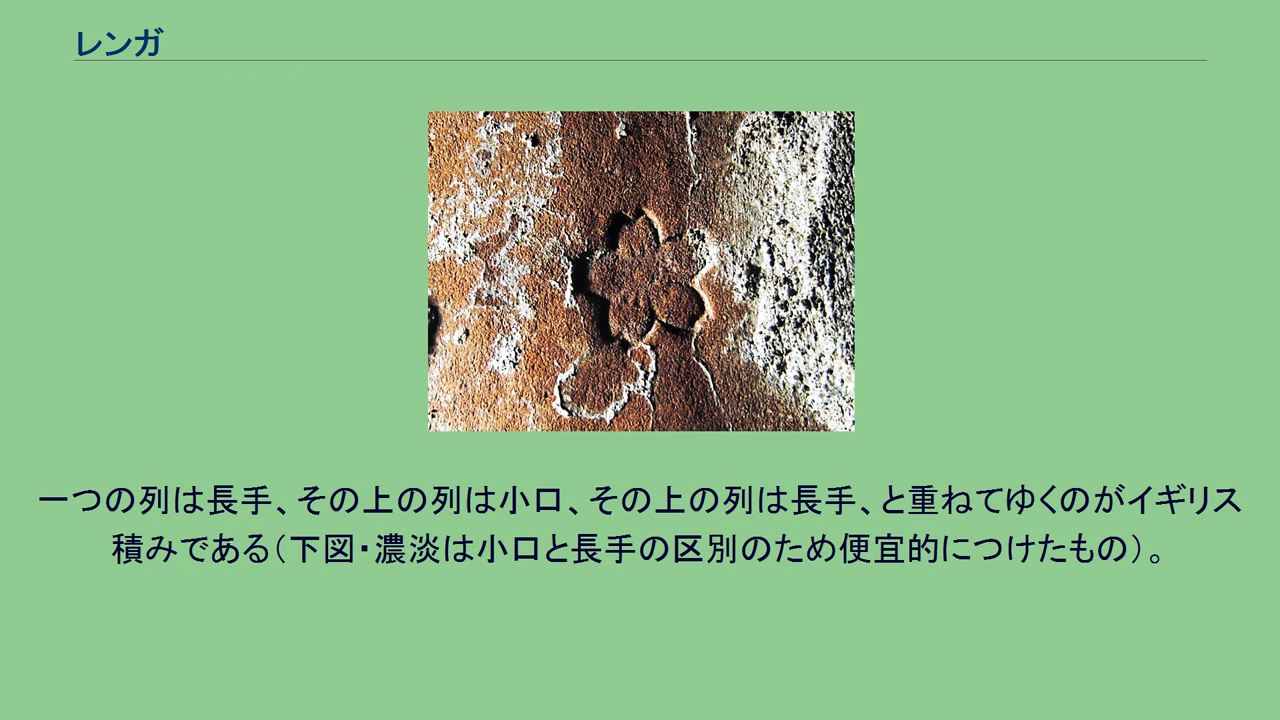 レンガ
一つの列は長手、その上の列は小口、その上の列は長手、と重ねてゆくのがイギリス
積みである(下図・濃淡は小口と長手の区別のため便宜的につけたもの)。